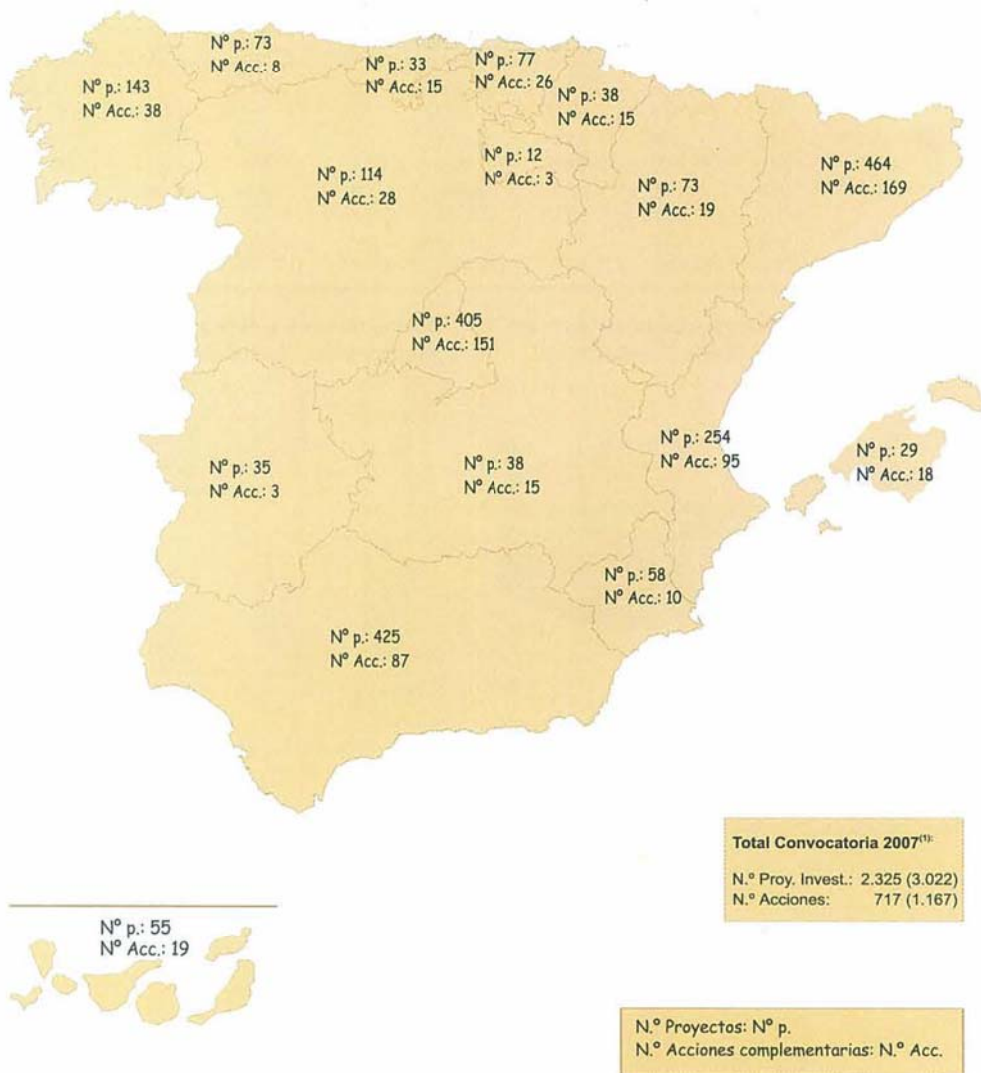 Nº p.: 73
Nº Acc.: 8
Nº p.: 33
Nº Acc.: 15
Nº p.: 77
Nº Acc.: 26
Nº p.: 143
Nº Acc.: 38
Nº p.: 38
Nº Acc.: 15
Nº p.: 12
Nº Acc.: 3
Nº p.: 114
Nº Acc.: 28
Nº p.: 73
Nº Acc.: 19
Nº p.: 464
Nº Acc.: 169
Nº p.: 405
Nº Acc.: 151
Nº p.: 35
Nº Acc.: 3
Nº p.: 38
Nº Acc.: 15
Nº p.: 254
Nº Acc.: 95
Nº p.: 29
Nº Acc.: 18
Nº p.: 58
Nº Acc.: 10
Nº p.: 425
Nº Acc.: 87
Total Convocatoria 2007(1):
N.º Proy. Invest.: 2.325 (3.022)
N.º Acciones: 717 (1.167)
Nº p.: 55
Nº Acc.: 19
N.º Proyectos: Nº p.
N.º Acciones complementarias: N.º Acc.